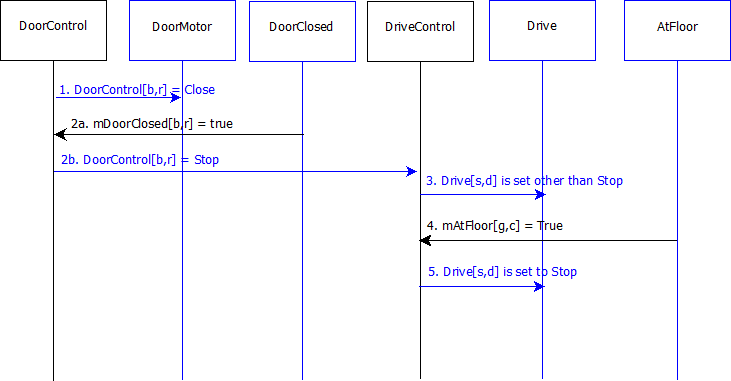 DoorControl
DoorMotor
DoorClosed
DriveControl
Drive
AtFloor
1. DoorControl[b,r] = Close
2a. mDoorClosed[b,r] = true
2b. DoorControl[b,r] = Stop
3. Drive[s,d] is set other than Stop
4. mAtFloor[g,c] = True
5. Drive[s,d] is set to Stop